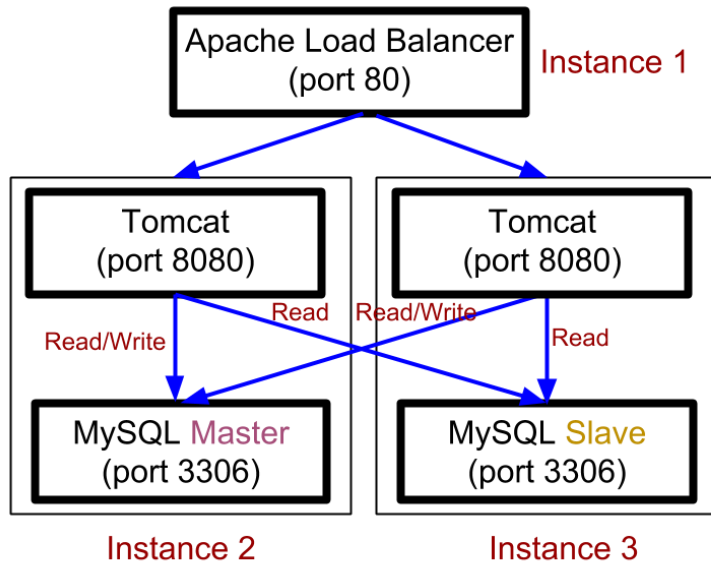 Apache Load Balancer
(port 80)
Instance 1
Tomcat
(port 8080)
Tomcat
(port 8080)
Read/Write
Read
Read/Write
Read
MySQL Master
(port 3306)
MySQL Slave
(port 3306)
Instance 2
Instance 3